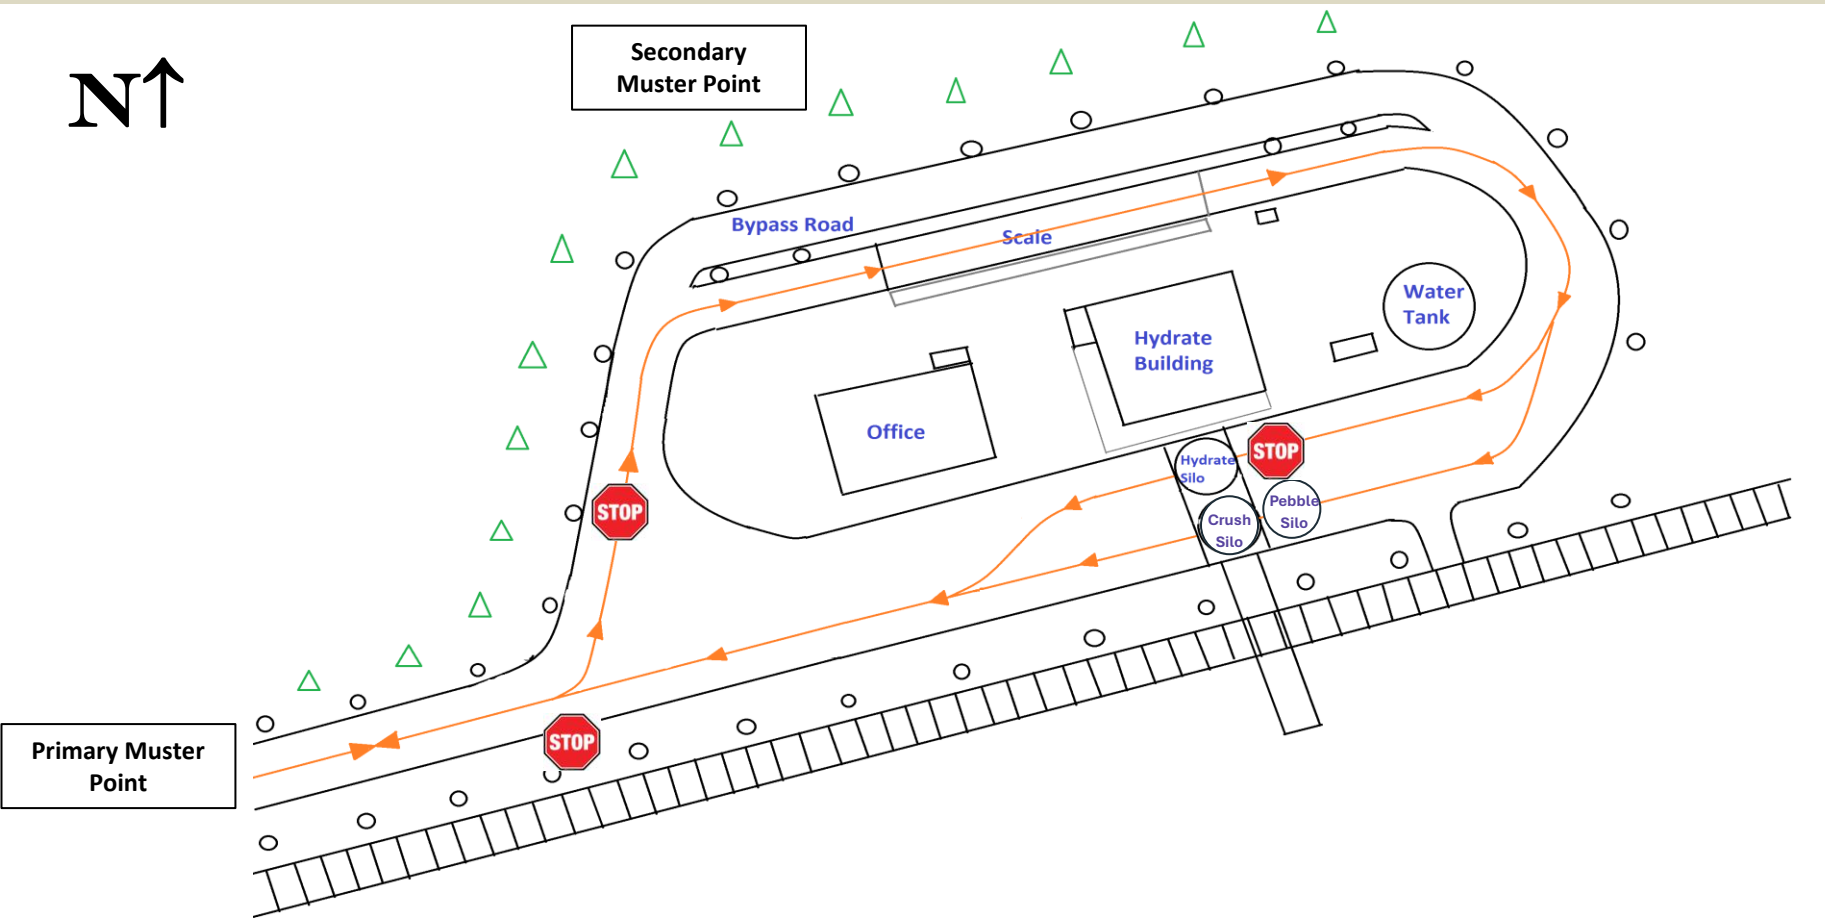 Secondary
Muster Point
N↑
Bypass Road
Scale
Water
Tank
Hydrate
Building
Office
STOP
Hydrate
Silo
Pebble
Silo
Crush
Silo
STOP
STOP
Primary Muster
Point